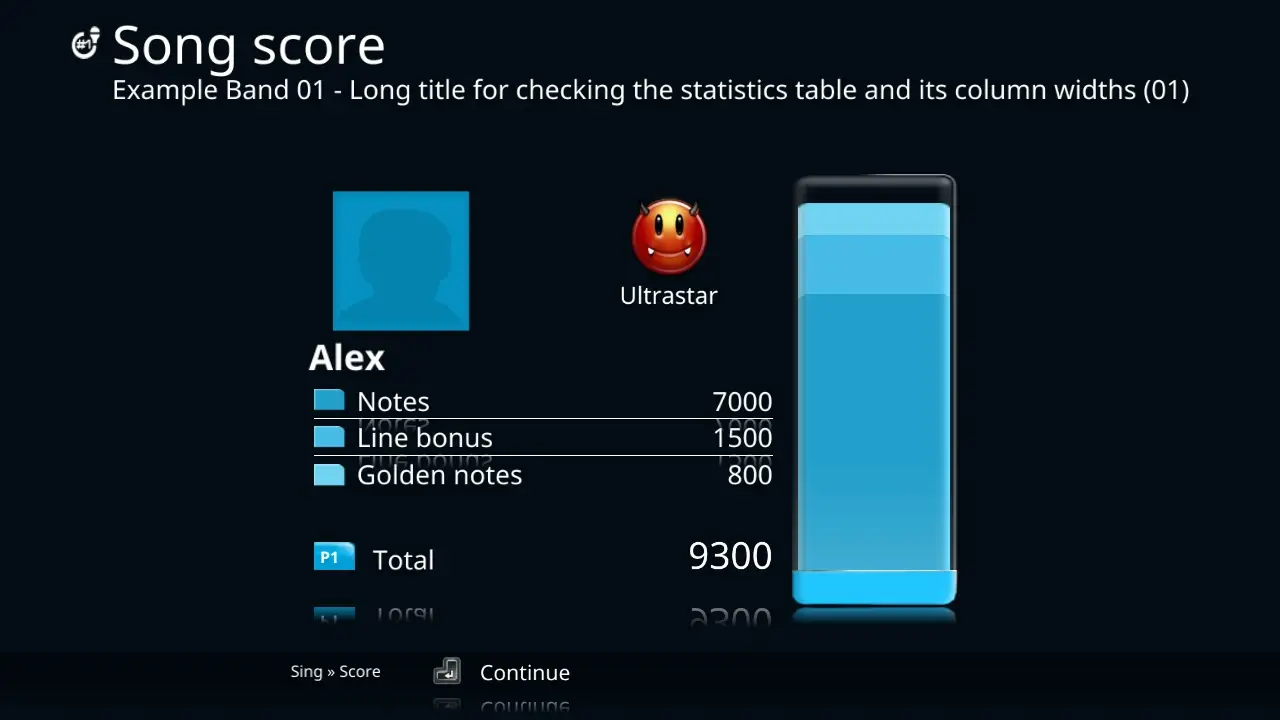 #1
Song score
Example Band 01 - Long title for checking the statistics table and its column widths (01)
Ultrastar
Alex
Notes 7000
Line bonus 1500
Golden notes 800
P1 Total 9300
Sing » Score Continue